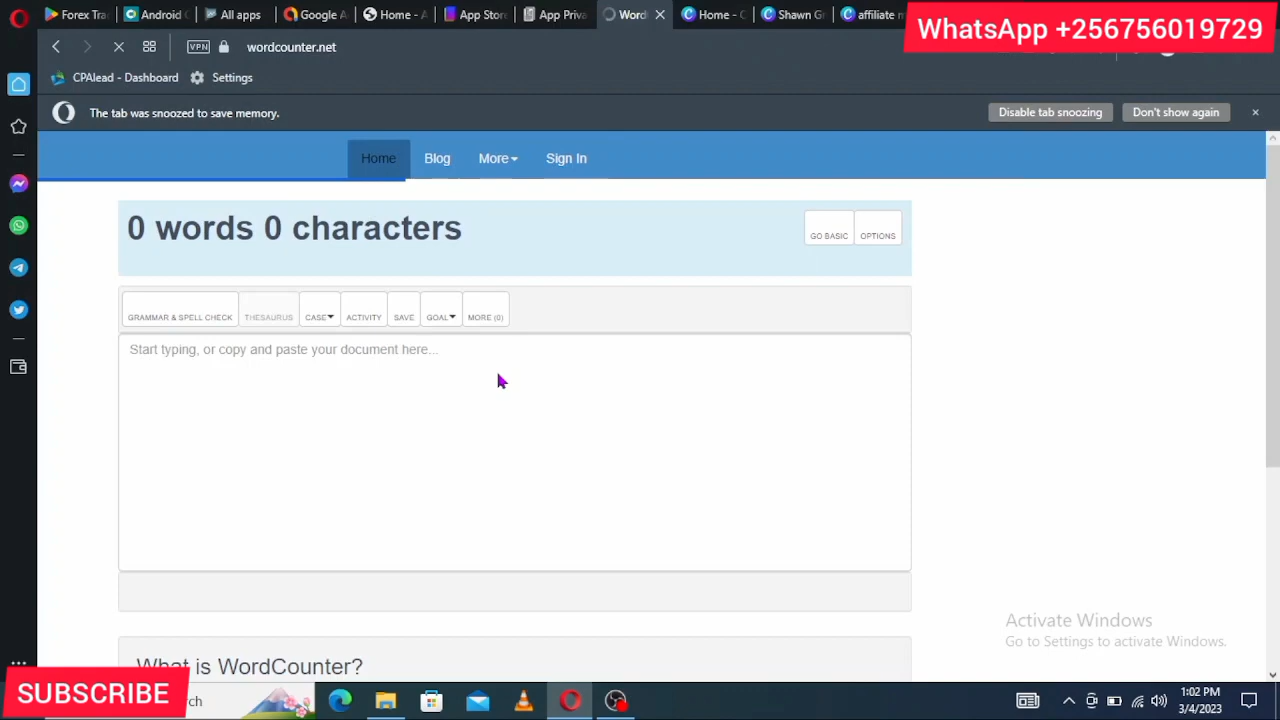 Forex Tra
Android C
All apps
Google A
Home - A
App Store
App Priva
Word
Home - C
Shawn Gr
affiliate m
WhatsApp +256756019729
VPN
wordcounter.net
CPAlead - Dashboard
Settings
The tab was snoozed to save memory.
Disable tab snoozing
Don't show again
Home
Blog
More
Sign In
0 words 0 characters
GO BASIC
OPTIONS
GRAMMAR & SPELL CHECK
THESAURUS
CASE
ACTIVITY
SAVE
GOAL
MORE (0)
Start typing, or copy and paste your document here...
Activate Windows
Go to Settings to activate Windows.
What is WordCounter?
SUBSCRIBE
rch
1:02 PM
3/4/2023